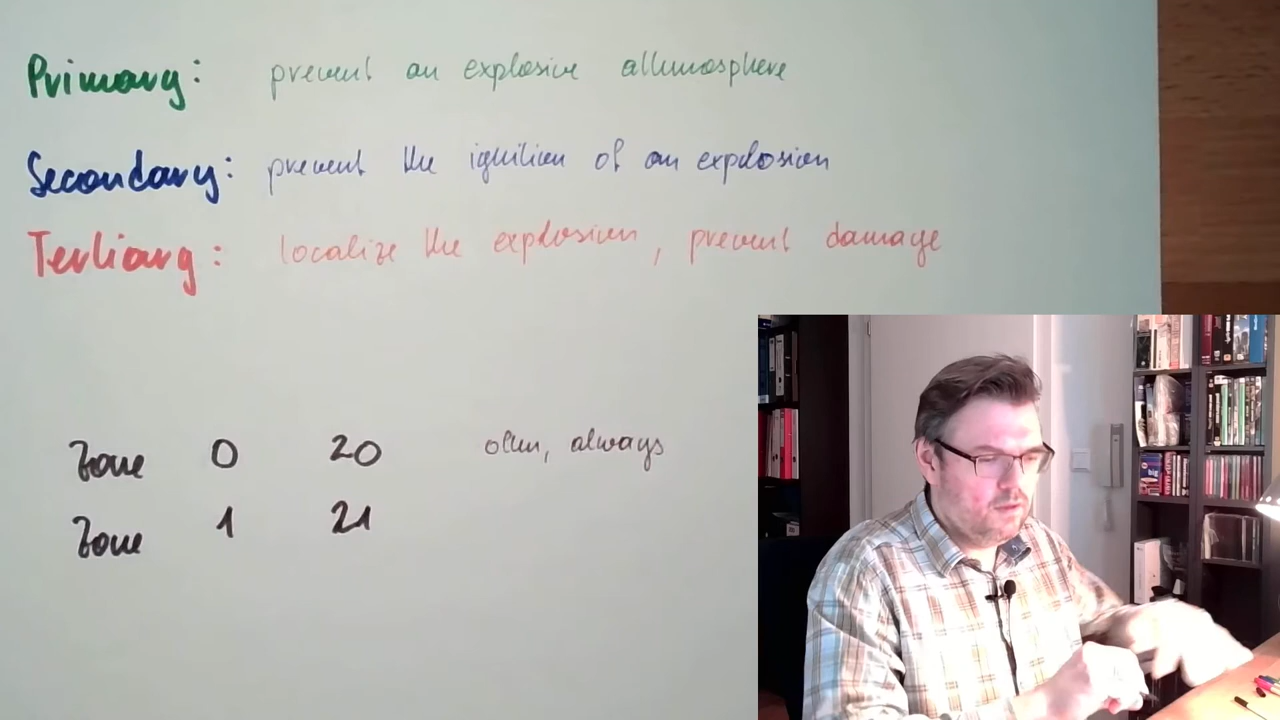 Primary: prevent an explosive athmosphere
Secondary: prevent the ignition of an explosion
Tertiary: localize the explosion, prevent damage
Zone 0 20 often, always
Zone 1 21